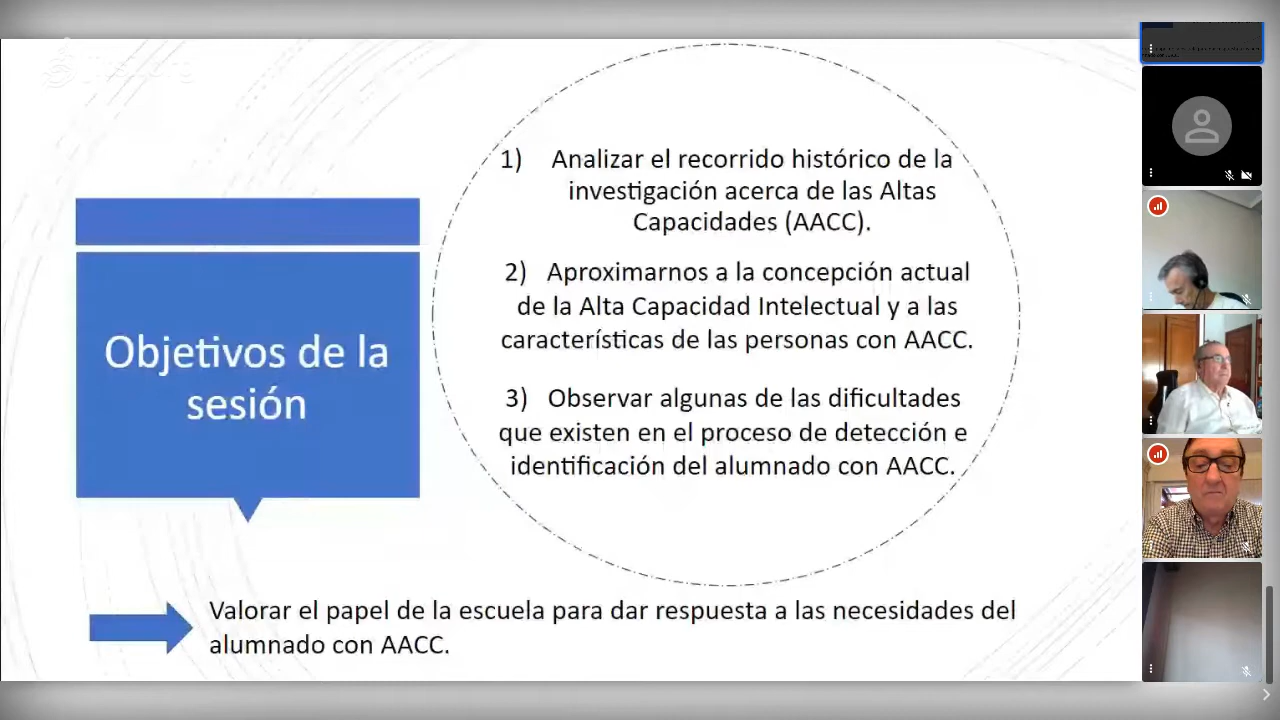 Objetivos de la
sesión
1) Analizar el recorrido histórico de la
investigación acerca de las Altas
Capacidades (AACC).
2) Aproximarnos a la concepción actual
de la Alta Capacidad Intelectual y a las
características de las personas con AACC.
3) Observar algunas de las dificultades
que existen en el proceso de detección e
identificación del alumnado con AACC.
Valorar el papel de la escuela para dar respuesta a las necesidades del
alumnado con AACC.